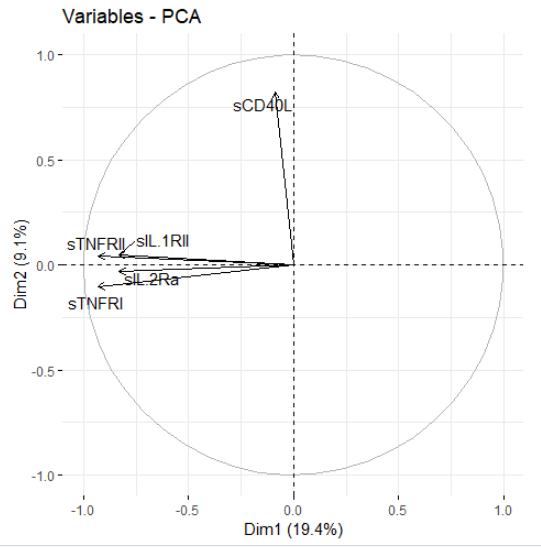 Variables - PCA
1.0
sCD40L
0.5
sTNFRII
sIL.1RII
0.0
sIL.2Ra
sTNFRI
-0.5
-1.0
Dim2 (9.1%)
-1.0
-0.5
0.0
0.5
1.0
Dim1 (19.4%)